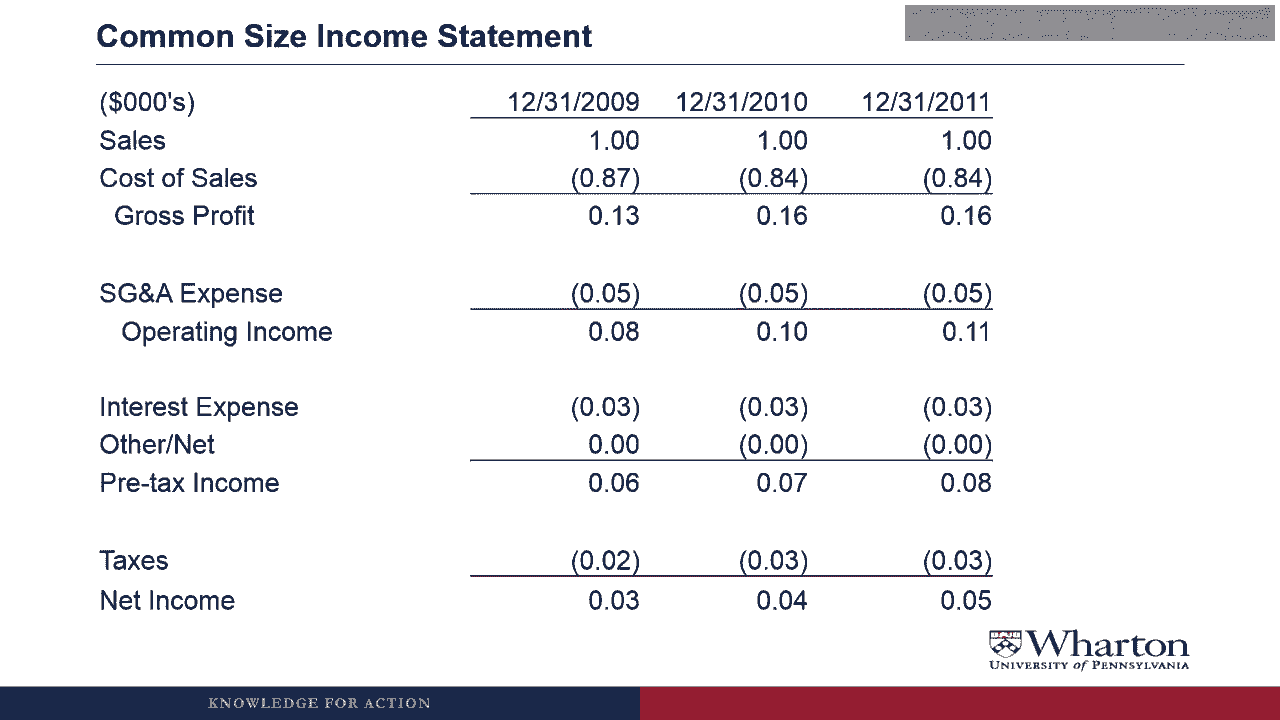 Common Size Income Statement
($000's) 12/31/2009 12/31/2010 12/31/2011
Sales 1.00 1.00 1.00
Cost of Sales (0.87) (0.84) (0.84)
Gross Profit 0.13 0.16 0.16
SG&A Expense (0.05) (0.05) (0.05)
Operating Income 0.08 0.10 0.11
Interest Expense (0.03) (0.03) (0.03)
Other/Net 0.00 (0.00) (0.00)
Pre-tax Income 0.06 0.07 0.08
Taxes (0.02) (0.03) (0.03)
Net Income 0.03 0.04 0.05
Wharton
UNIVERSITY of PENNSYLVANIA
KNOWLEDGE FOR ACTION